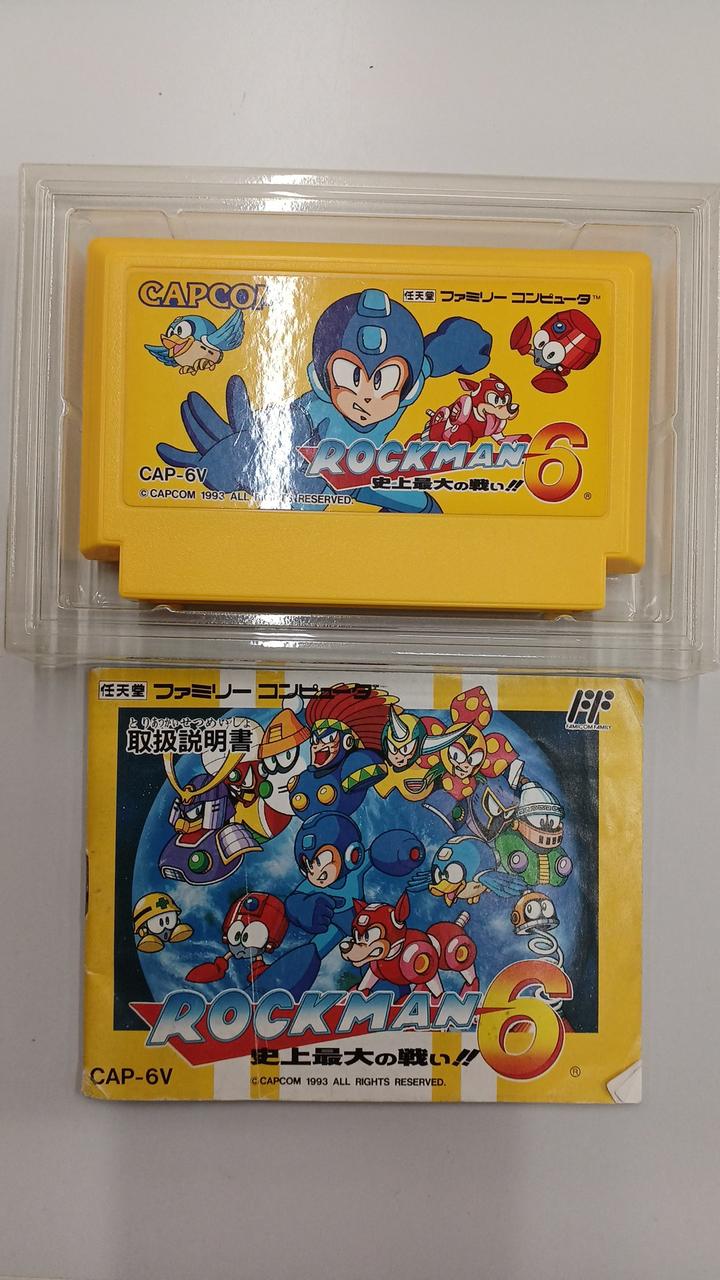 CAPCOM
任天堂 ファミリー コンピュータ™
CAP-6V
ROCKMAN 6
史上最大の戦い!!
®
© CAPCOM 1993 ALL RIGHTS RESERVED.
任天堂 ファミリー コンピュータ™
FF
FAMICOM FAMILY
とりあつかいせつめいしょ
取扱説明書
ROCKMAN 6
史上最大の戦い!!
CAP-6V
© CAPCOM 1993 ALL RIGHTS RESERVED.
®